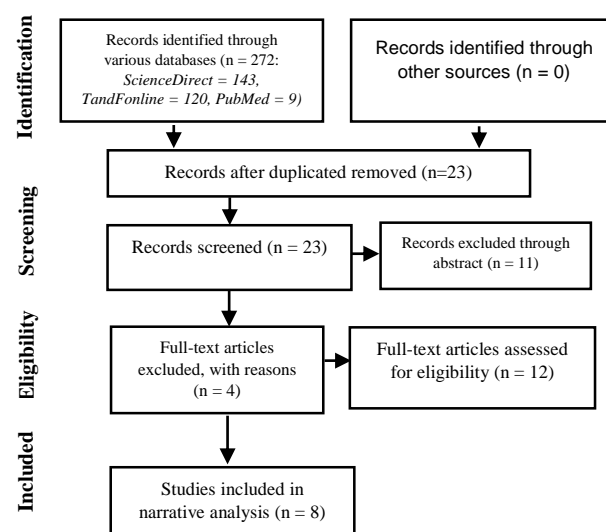 Identification
Records identified through
various databases (n = 272:
ScienceDirect = 143,
TandFonline = 120, PubMed = 9)
Records identified through
other sources (n = 0)
Records after duplicated removed (n=23)
Screening
Records screened (n = 23)
Records excluded through
abstract (n = 11)
Eligibility
Full-text articles
excluded, with reasons
(n = 4)
Full-text articles assessed
for eligibility (n = 12)
Included
Studies included in
narrative analysis (n = 8)